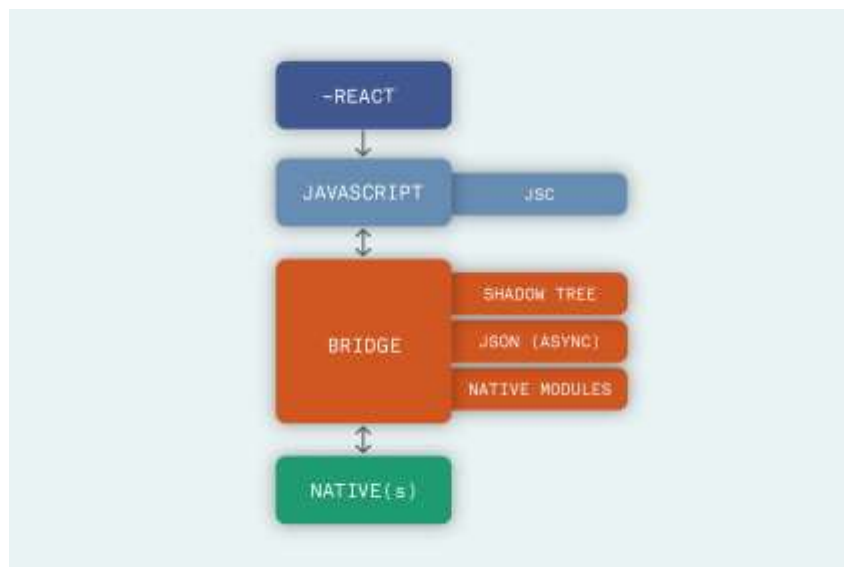 -REACT
JAVASCRIPT
JSC
BRIDGE
SHADOW TREE
JSON (ASYNC)
NATIVE MODULES
NATIVE(s)